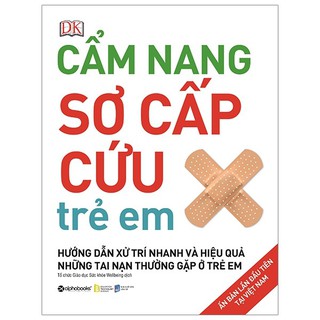 DK
CẨM NANG
SƠ CẤP
CỨU
trẻ em
HƯỚNG DẪN XỬ TRÍ NHANH VÀ HIỆU QUẢ
NHỮNG TAI NẠN THƯỜNG GẶP Ở TRẺ EM
Tổ chức Giáo dục Sức khỏe Wellbeing dịch
alphabooks
ẤN BẢN LẦN ĐẦU TIÊN
TẠI VIỆT NAM